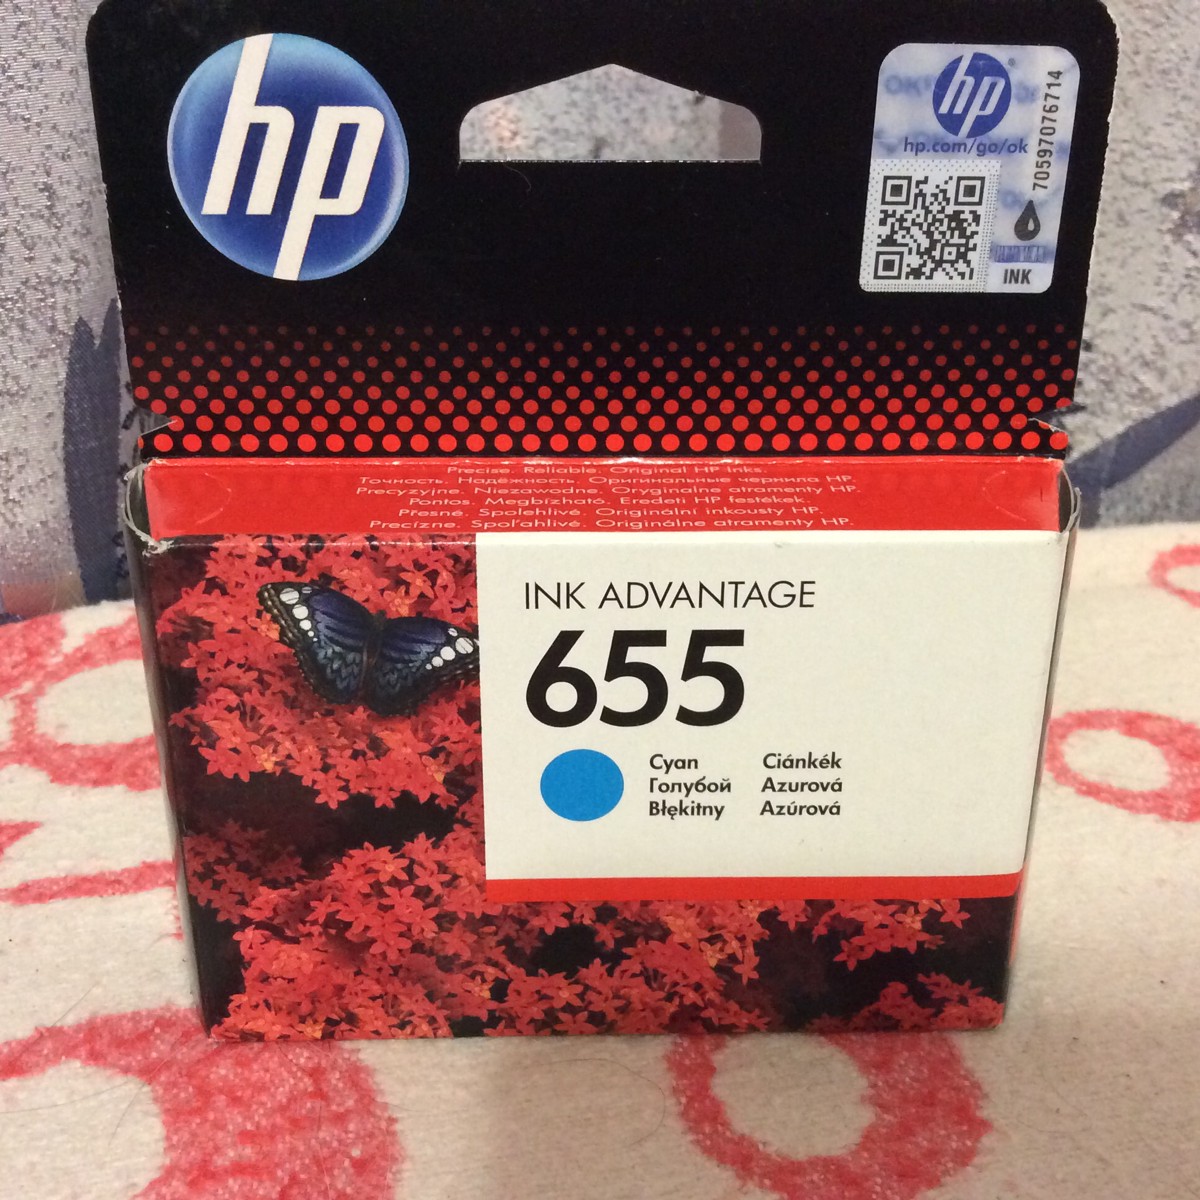 hp
hp
hp.com/go/ok
70597076714
INK
Precise. Reliable. Original HP Inks.
Точность. Надёжность. Оригинальные чернила HP.
Precyzyjne. Niezawodne. Oryginalne atramenty HP.
Pontos. Megbízható. Eredeti HP festékek.
Přesné. Spolehlivé. Originální inkousty HP.
Precízne. Spoľahlivé. Originálne atramenty HP.
INK ADVANTAGE
655
Cyan Ciánkék
Голубой Azurová
Błękitny Azúrová